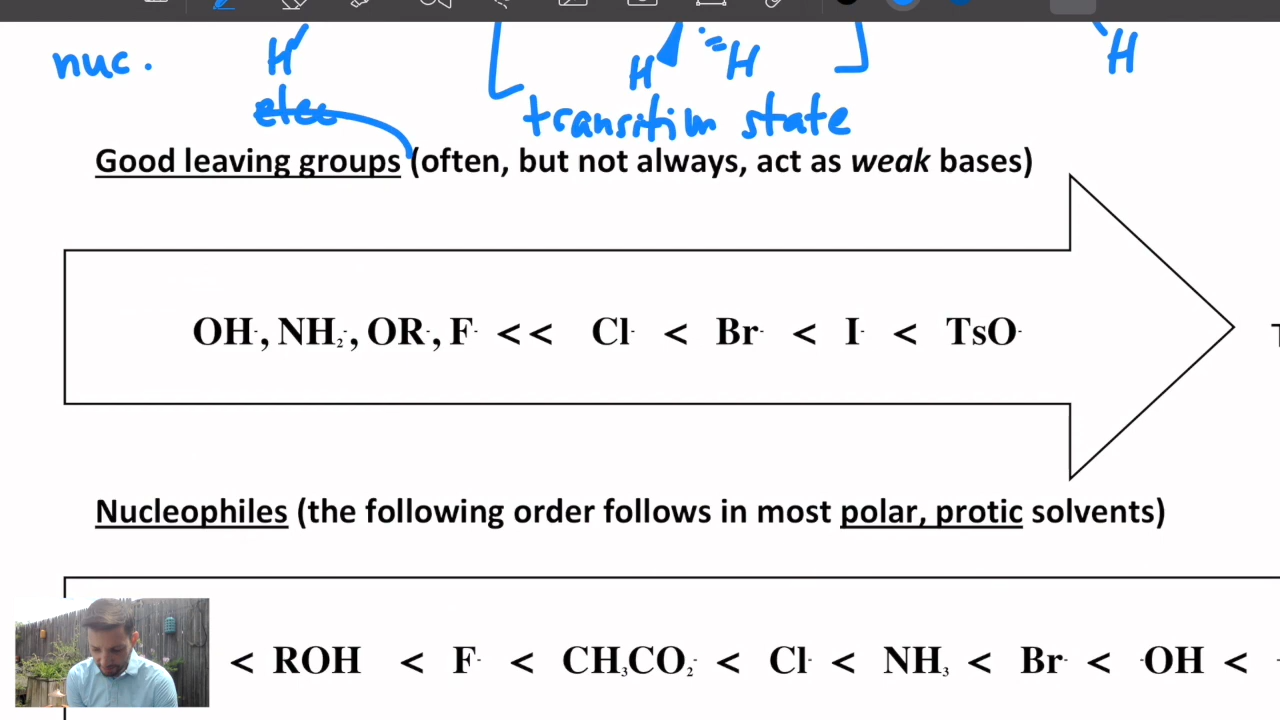 nuc.
H
H
H
H
elec
transition state
Good leaving groups (often, but not always, act as weak bases)
OH⁻, NH₂⁻, OR⁻, F⁻ << Cl⁻ < Br⁻ < I⁻ < TsO⁻
Nucleophiles (the following order follows in most polar, protic solvents)
< ROH < F⁻ < CH₃CO₂⁻ < Cl⁻ < NH₃ < Br⁻ < ⁻OH <